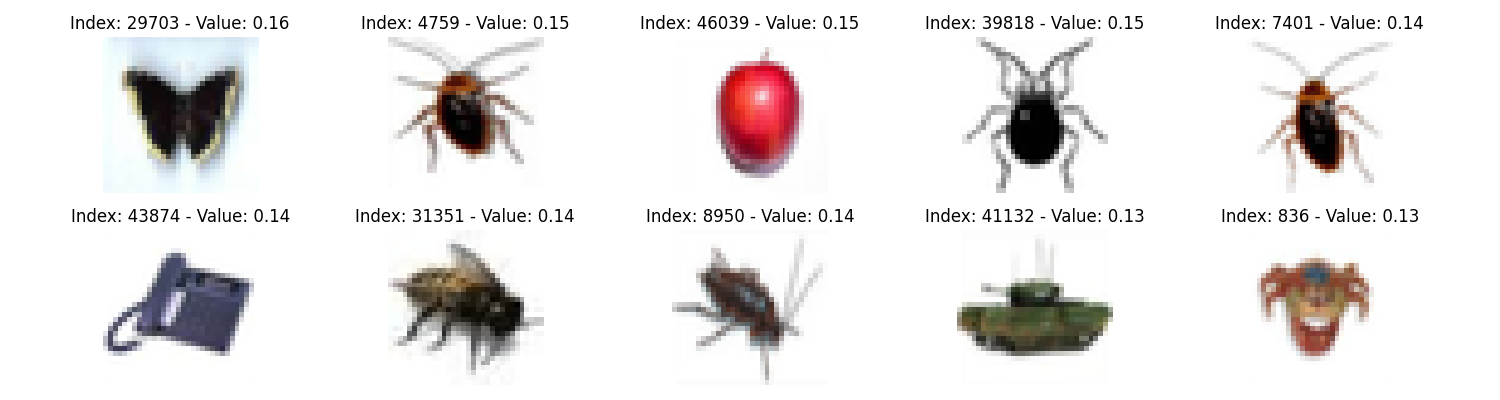 Index: 29703 - Value: 0.16
Index: 4759 - Value: 0.15
Index: 46039 - Value: 0.15
Index: 39818 - Value: 0.15
Index: 7401 - Value: 0.14
Index: 43874 - Value: 0.14
Index: 31351 - Value: 0.14
Index: 8950 - Value: 0.14
Index: 41132 - Value: 0.13
Index: 836 - Value: 0.13